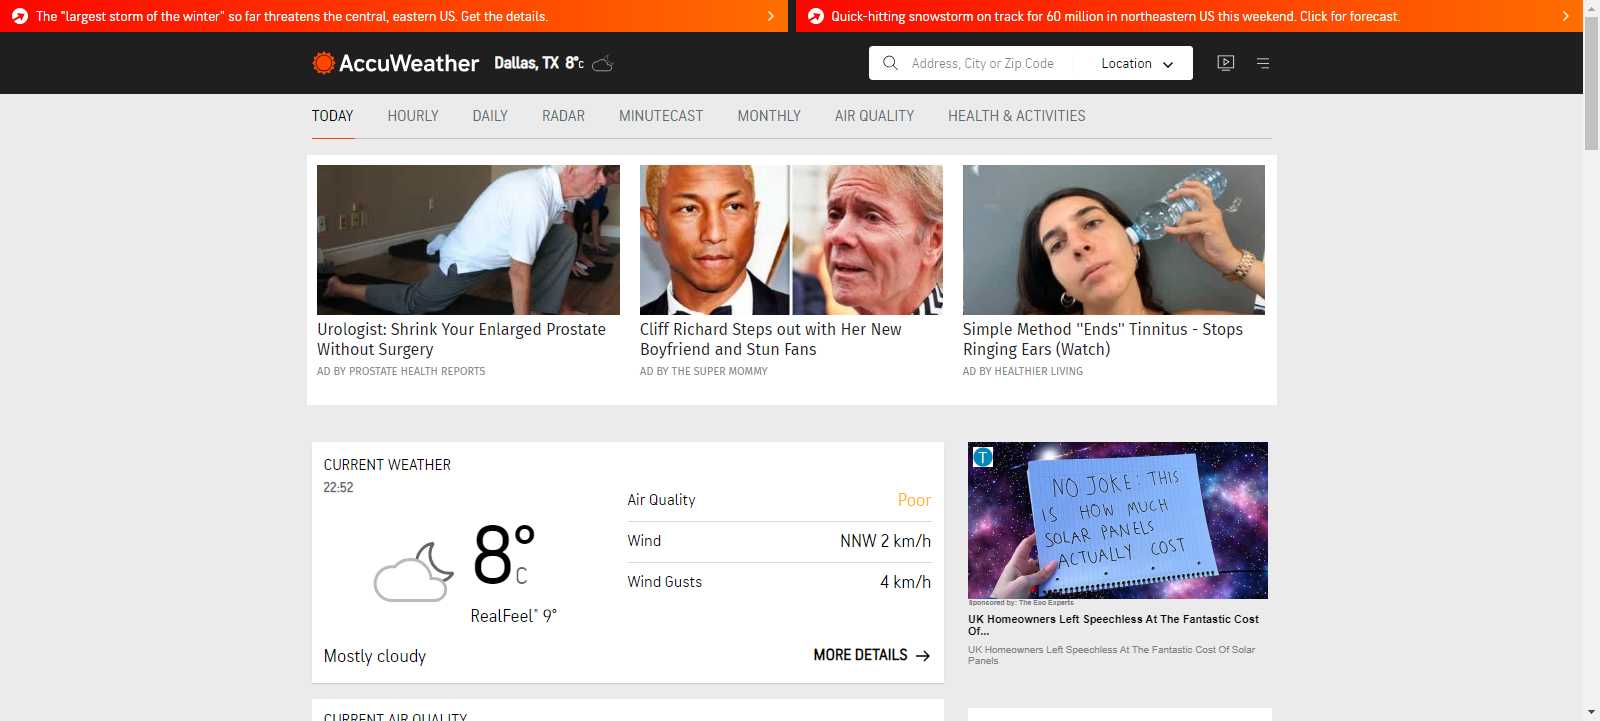 The "largest storm of the winter" so far threatens the central, eastern US. Get the details.
Quick-hitting snowstorm on track for 60 million in northeastern US this weekend. Click for forecast.
AccuWeather
Dallas, TX 8°C
Address, City or Zip Code
Location
TODAY
HOURLY
DAILY
RADAR
MINUTECAST
MONTHLY
AIR QUALITY
HEALTH & ACTIVITIES
Urologist: Shrink Your Enlarged Prostate
Without Surgery
AD BY PROSTATE HEALTH REPORTS
Cliff Richard Steps out with Her New
Boyfriend and Stun Fans
AD BY THE SUPER MOMMY
Simple Method "Ends" Tinnitus - Stops
Ringing Ears (Watch)
AD BY HEALTHIER LIVING
CURRENT WEATHER
22:52
8°C
RealFeel® 9°
Mostly cloudy
Air Quality Poor
Wind NNW 2 km/h
Wind Gusts 4 km/h
MORE DETAILS
T
NO JOKE: THIS
IS HOW MUCH
SOLAR PANELS
ACTUALLY COST
Sponsored by: The Eco Experts
UK Homeowners Left Speechless At The Fantastic Cost
Of...
UK Homeowners Left Speechless At The Fantastic Cost Of Solar
Panels
CURRENT AIR QUALITY